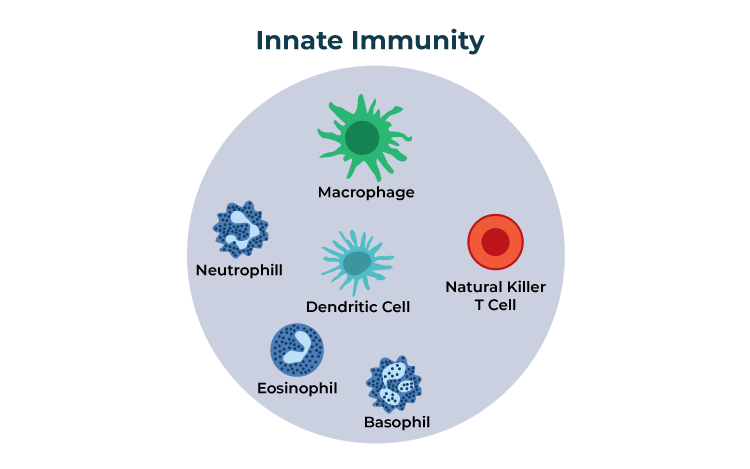 Innate Immunity
Macrophage
Neutrophill
Dendritic Cell
Natural Killer
T Cell
Eosinophil
Basophil